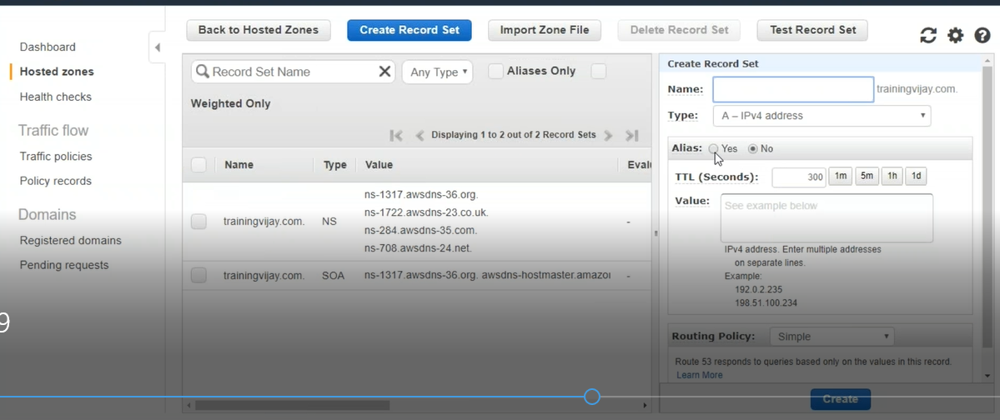 Back to Hosted Zones
Create Record Set
Import Zone File
Delete Record Set
Test Record Set
Dashboard
Hosted zones
Health checks
Traffic flow
Traffic policies
Policy records
Domains
Registered domains
Pending requests
9
Record Set Name
Any Type
Aliases Only
Weighted Only
Displaying 1 to 2 out of 2 Record Sets
Name Type Value Evalu
trainingvijay.com. NS
ns-1317.awsdns-36.org.
ns-1722.awsdns-23.co.uk.
ns-284.awsdns-35.com.
ns-708.awsdns-24.net.
-
trainingvijay.com. SOA ns-1317.awsdns-36.org. awsdns-hostmaster.amazon -
Create Record Set
Name: trainingvijay.com.
Type: A – IPv4 address
Alias: Yes No
TTL (Seconds): 300 1m 5m 1h 1d
Value: See example below
IPv4 address. Enter multiple addresses
on separate lines.
Example:
192.0.2.235
198.51.100.234
Routing Policy: Simple
Route 53 responds to queries based only on the values in this record.
Learn More
Create